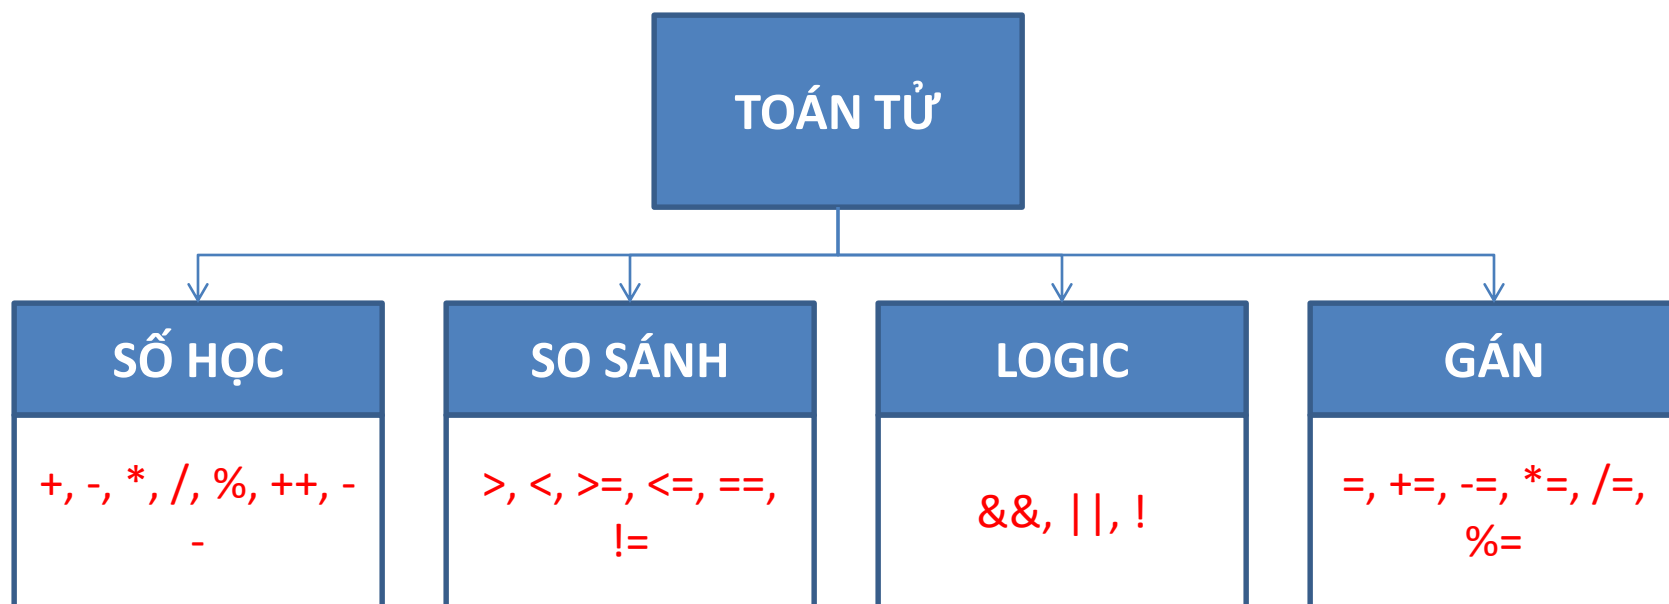 TOÁN TỬ
SỐ HỌC
+, -, *, /, %, ++, -
-
SO SÁNH
>, <, >=, <=, ==,
!=
LOGIC
&&, ||, !
GÁN
=, +=, -=, *=, /=,
%=